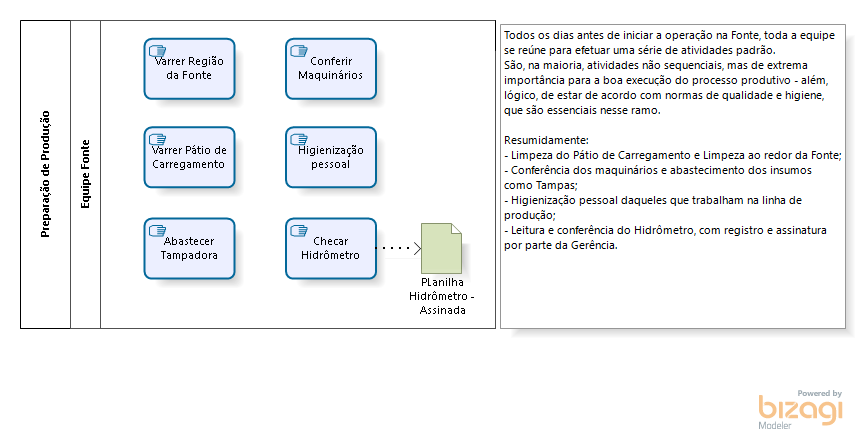 Preparação de Produção
Equipe Fonte
Varrer Região
da Fonte
Conferir
Maquinários
Varrer Pátio de
Carregamento
Higienização
pessoal
Abastecer
Tampadora
Checar
Hidrômetro
PLanilha
Hidrômetro -
Assinada
Todos os dias antes de iniciar a operação na Fonte, toda a equipe
se reúne para efetuar uma série de atividades padrão.
São, na maioria, atividades não sequenciais, mas de extrema
importância para a boa execução do processo produtivo - além,
lógico, de estar de acordo com normas de qualidade e higiene,
que são essenciais nesse ramo.
Resumidamente:
- Limpeza do Pátio de Carregamento e Limpeza ao redor da Fonte;
- Conferência dos maquinários e abastecimento dos insumos
como Tampas;
- Higienização pessoal daqueles que trabalham na linha de
produção;
- Leitura e conferência do Hidrômetro, com registro e assinatura
por parte da Gerência.
Powered by
bizagi
Modeler